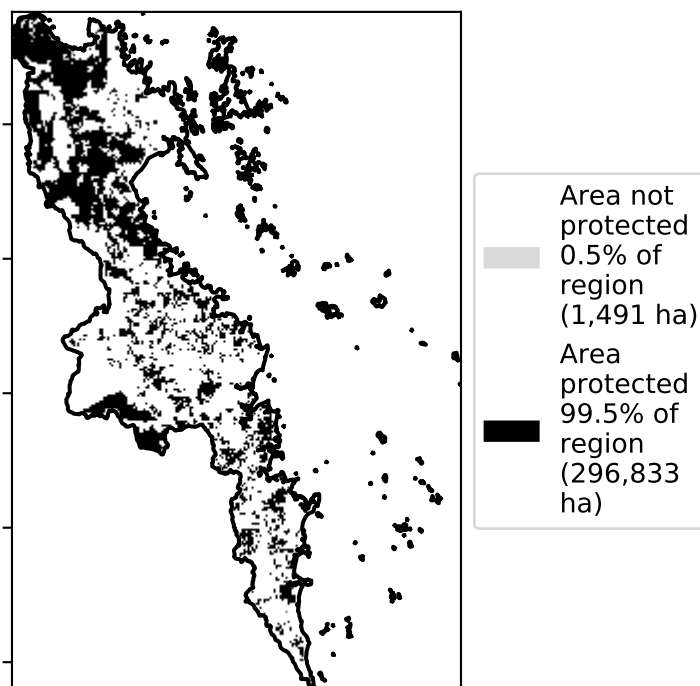 Area not
protected
0.5% of
region
(1,491 ha)
Area
protected
99.5% of
region
(296,833
ha)